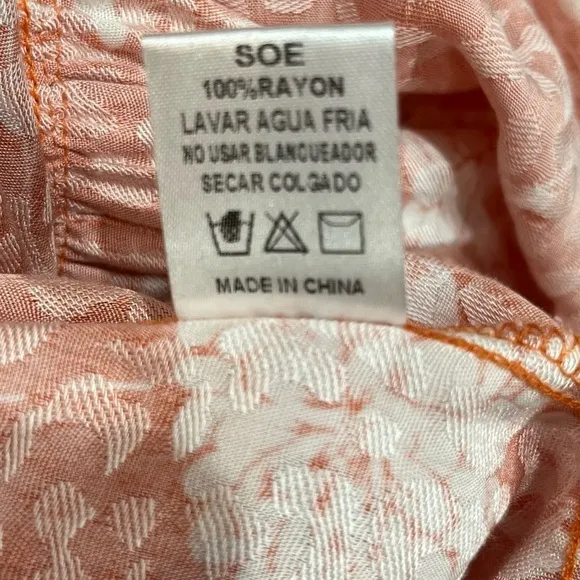 SOE
100%RAYON
LAVAR AGUA FRIA
NO USAR BLANQUEADOR
SECAR COLGADO
MADE IN CHINA